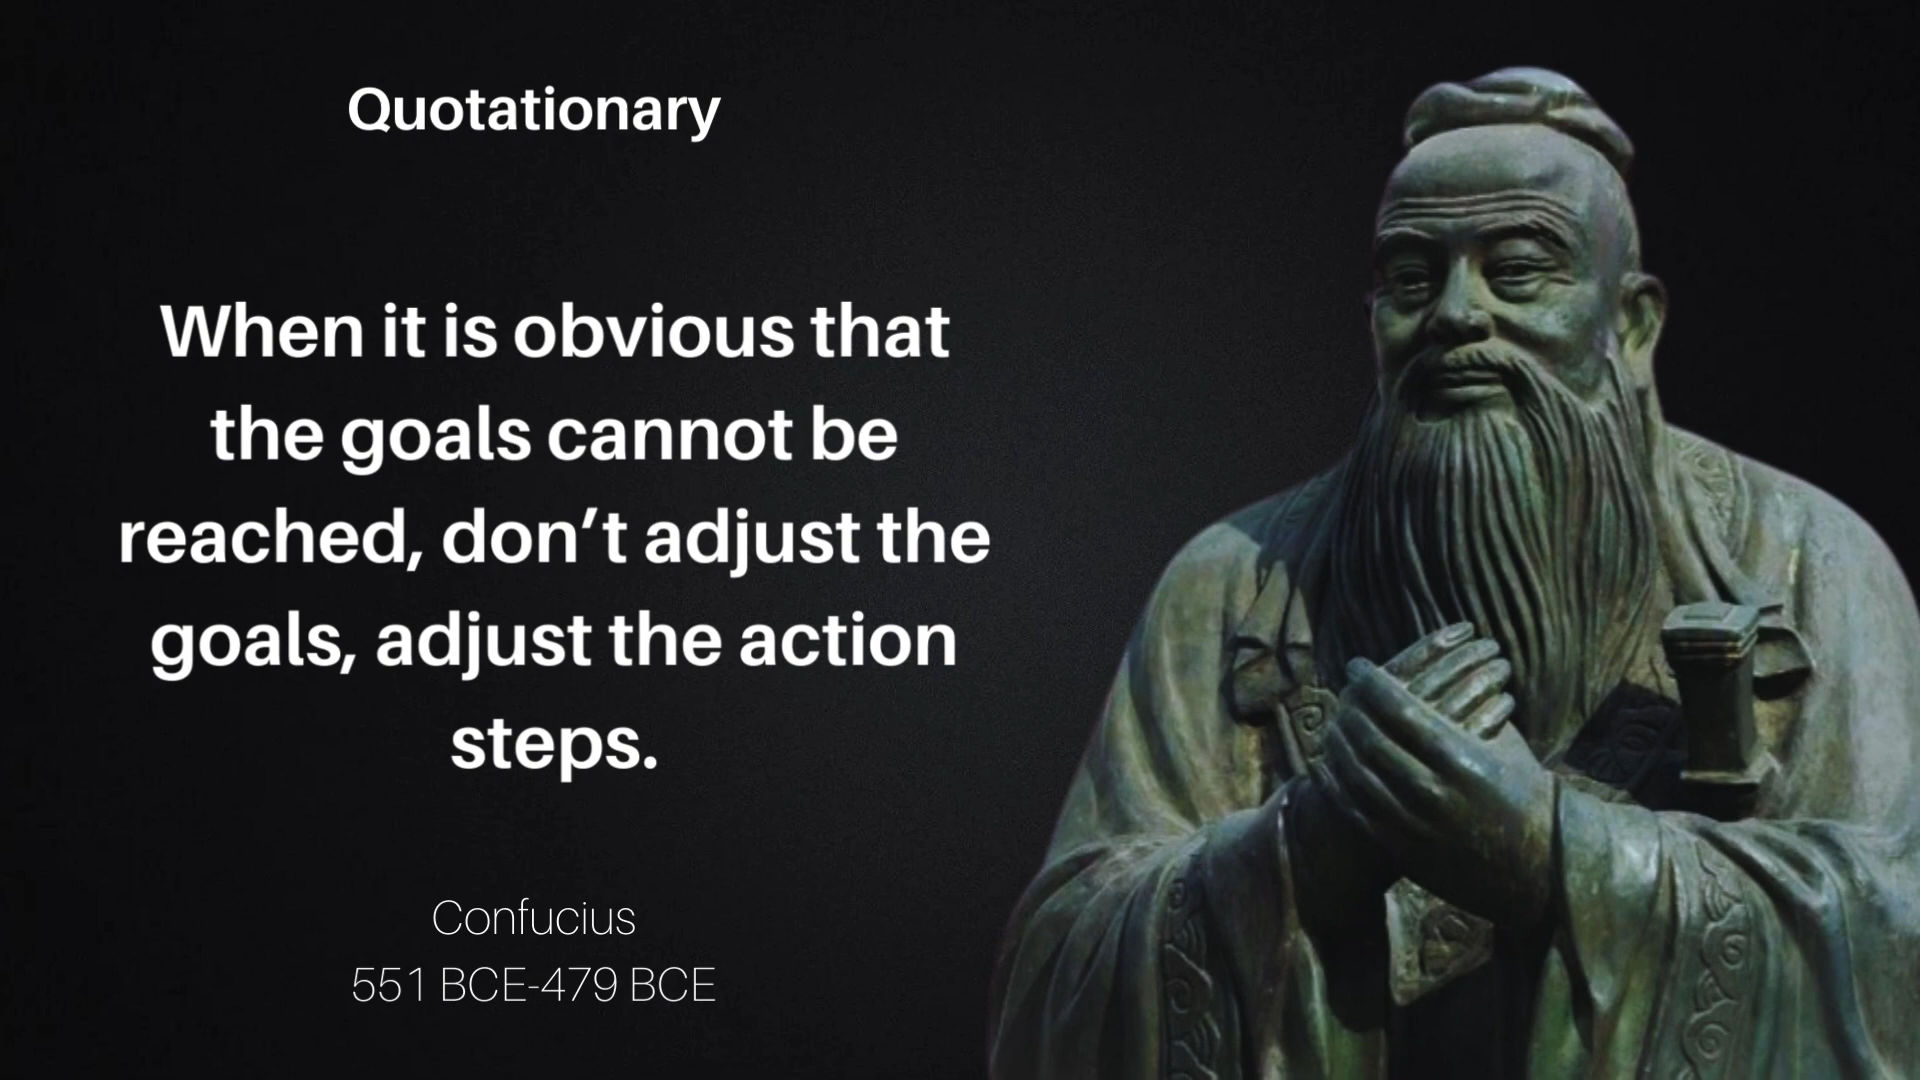 Quotationary
When it is obvious that
the goals cannot be
reached, don’t adjust the
goals, adjust the action
steps.
Confucius
551 BCE-479 BCE